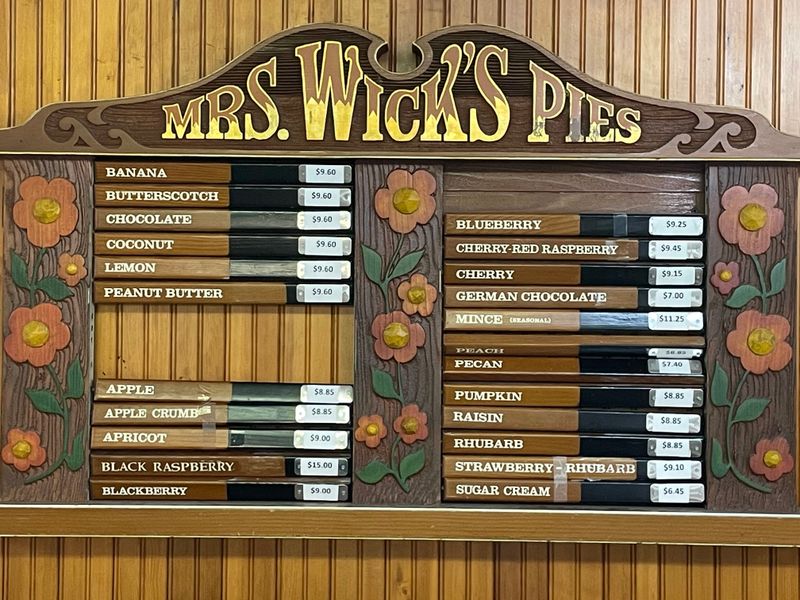 MRS. WICK'S PIES
BANANA $9.60
BUTTERSCOTCH $9.60
CHOCOLATE $9.60
COCONUT $9.60
LEMON $9.60
PEANUT BUTTER $9.60
APPLE $8.85
APPLE CRUMB $8.85
APRICOT $9.00
BLACK RASPBERRY $15.00
BLACKBERRY $9.00
BLUEBERRY $9.25
CHERRY-RED RASPBERRY $9.45
CHERRY $9.15
GERMAN CHOCOLATE $7.00
MINCE (SEASONAL) $11.25
PEACH
PECAN $7.40
PUMPKIN $8.85
RAISIN $8.85
RHUBARB $8.85
STRAWBERRY-RHUBARB $9.10
SUGAR CREAM $6.45